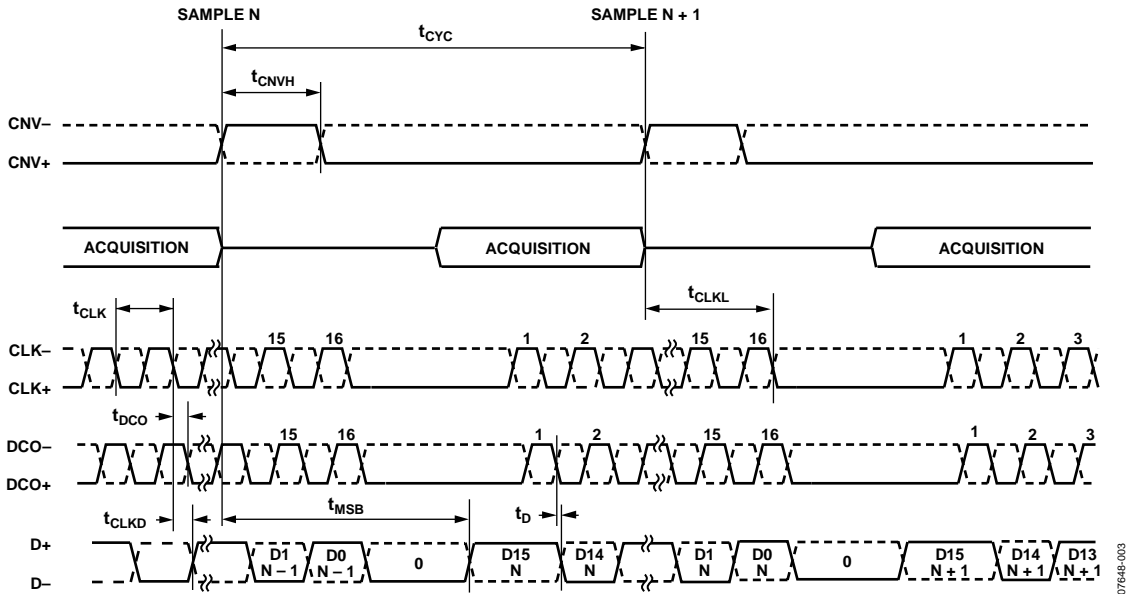 SAMPLE N SAMPLE N + 1
tCYC
tCNVH
CNV–
CNV+
ACQUISITION ACQUISITION ACQUISITION
tCLK tCLKL
15 16 1 2 15 16 1 2 3
CLK–
CLK+
tDCO
15 16 1 2 15 16 1 2 3
DCO–
DCO+
tCLKD tMSB tD
D+
D–
D1 N – 1 D0 N – 1 0 D15 N D14 N D1 N D0 N 0 D15 N + 1 D14 N + 1 D13 N + 1
07648-003